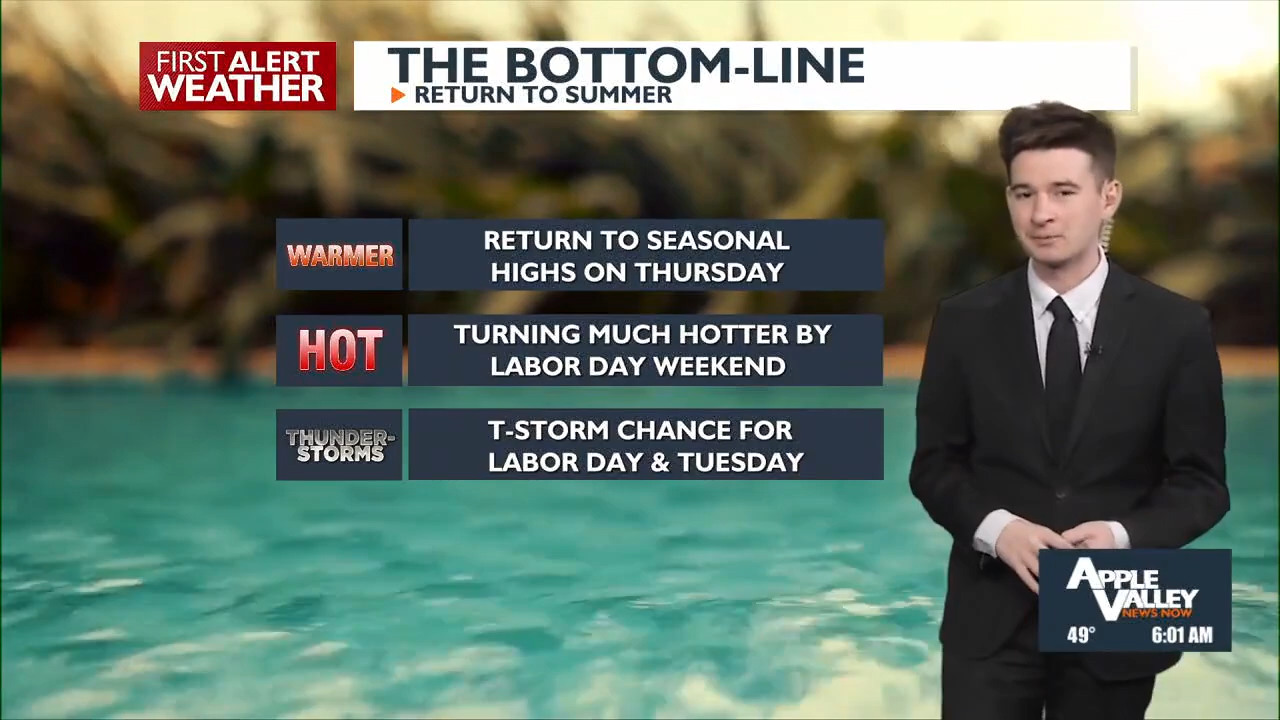 FIRST ALERT
WEATHER
THE BOTTOM-LINE
RETURN TO SUMMER
WARMER
RETURN TO SEASONAL
HIGHS ON THURSDAY
HOT
TURNING MUCH HOTTER BY
LABOR DAY WEEKEND
THUNDER-
STORMS
T-STORM CHANCE FOR
LABOR DAY & TUESDAY
APPLE
VALLEY
NEWS NOW
49° 6:01 AM